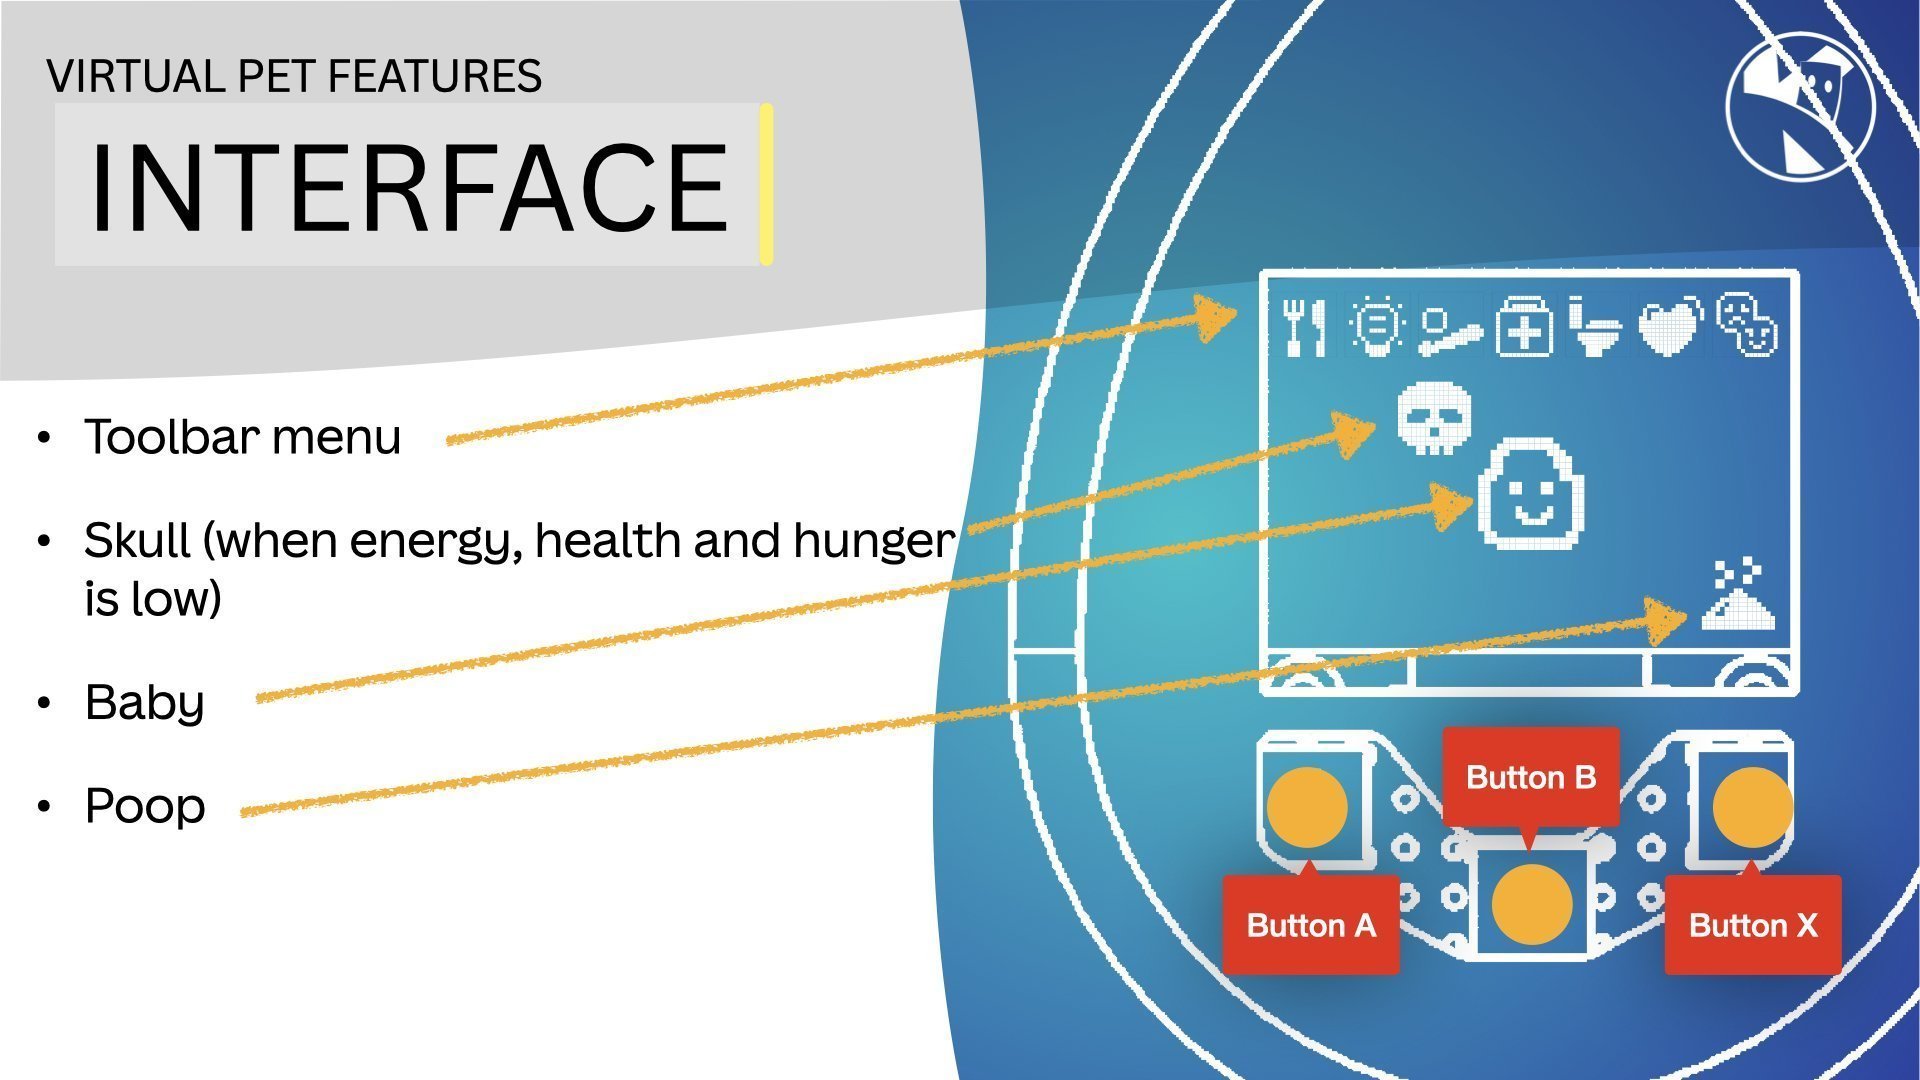 VIRTUAL PET FEATURES
INTERFACE
• Toolbar menu
• Skull (when energy, health and hunger
is low)
• Baby
• Poop
Button B
Button A
Button X